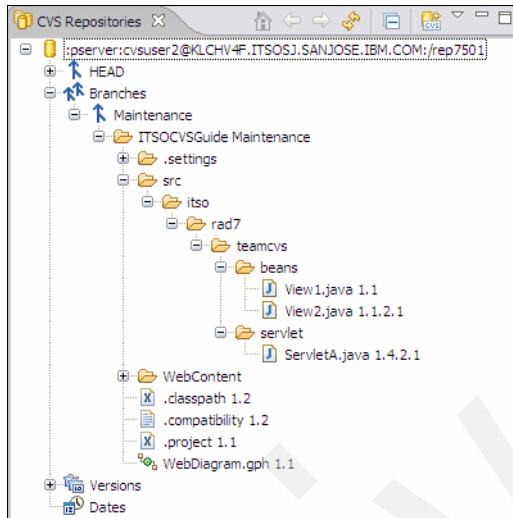 CVS Repositories
:pserver:cvsuser2@KLCHV4F.ITSOSJ.SANJOSE.IBM.COM:/rep7501
HEAD
Branches
Maintenance
ITSOCVSGuide Maintenance
.settings
src
itso
rad7
teamcvs
beans
View1.java 1.1
View2.java 1.1.2.1
servlet
ServletA.java 1.4.2.1
WebContent
.classpath 1.2
.compatibility 1.2
.project 1.1
WebDiagram.gph 1.1
Versions
Dates